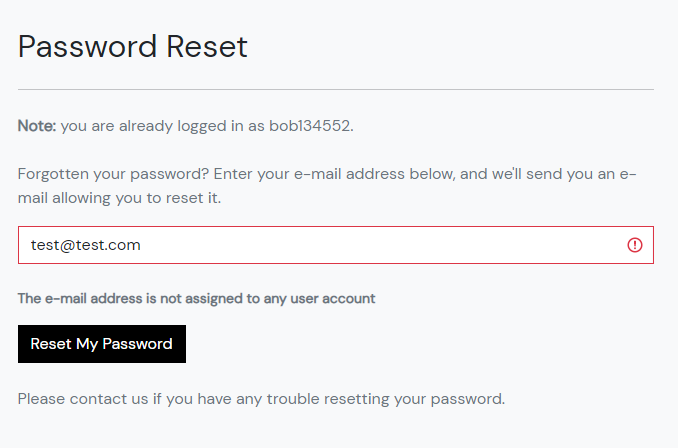 Password Reset
Note: you are already logged in as bob134552.
Forgotten your password? Enter your e-mail address below, and we'll send you an e-
mail allowing you to reset it.
test@test.com
The e-mail address is not assigned to any user account
Reset My Password
Please contact us if you have any trouble resetting your password.